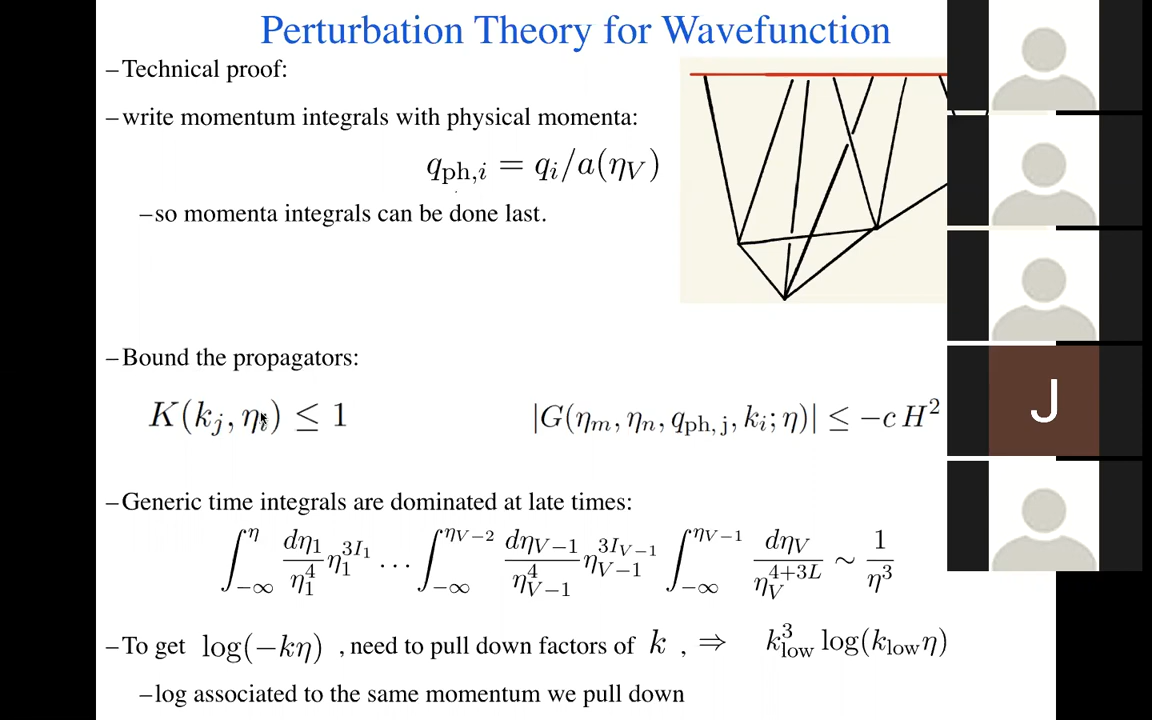 Perturbation Theory for Wavefunction
–Technical proof:
–write momentum integrals with physical momenta:
q_{ph,i} = q_i/a(η_V)
–so momenta integrals can be done last.
–Bound the propagators:
K(k_j, η_i) ≤ 1 |G(η_m, η_n, q_{ph, j}, k_i; η)| ≤ −c H^2
J
–Generic time integrals are dominated at late times:
∫_{−∞}^{η} dη_1/η_1^4 η_1^{3I_1} … ∫_{−∞}^{η_{V−2}} dη_{V−1}/η_{V−1}^4 η_{V−1}^{3I_{V−1}} ∫_{−∞}^{η_{V−1}} dη_V/η_V^{4+3L} ∼ 1/η^3
–To get log(−kη) , need to pull down factors of k , ⇒ k_{low}^3 log(k_{low}η)
–log associated to the same momentum we pull down